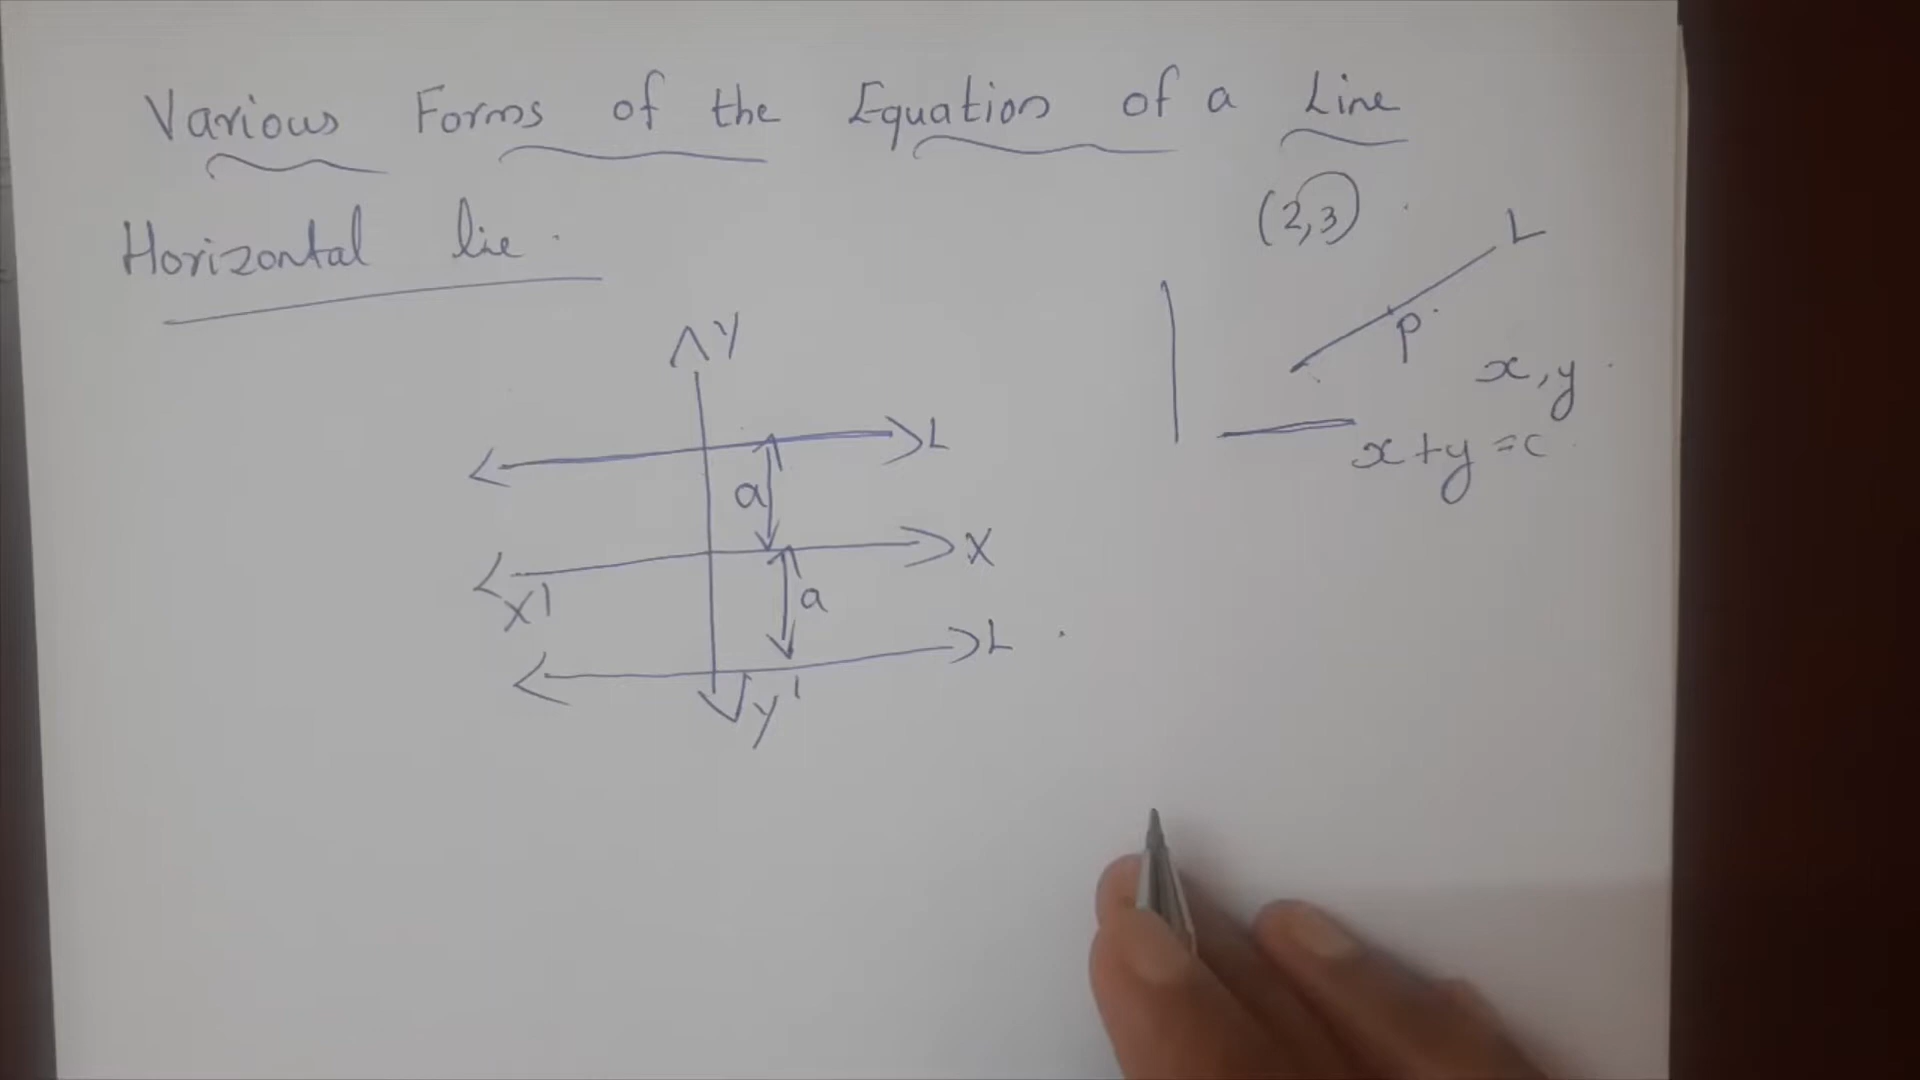 Various Forms of the Equation of a Line
Horizontal lie.
(2,3)
L
P
x, y
x+y=c
Y
L
a
X
X'
a
L
y'